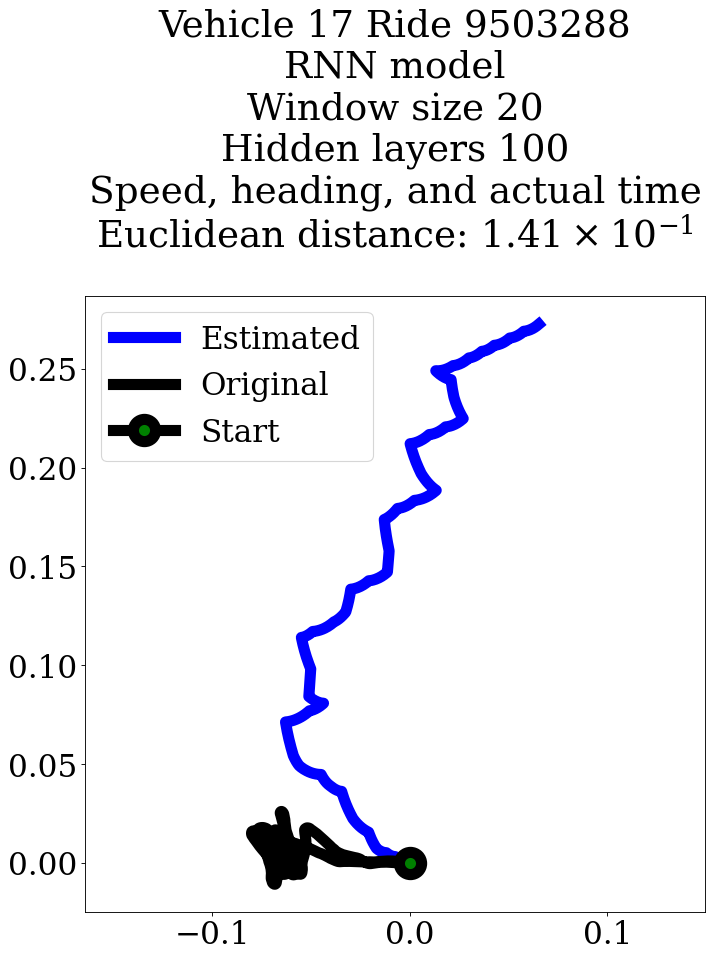 Vehicle 17 Ride 9503288
RNN model
Window size 20
Hidden layers 100
Speed, heading, and actual time
Euclidean distance: 1.41 × 10⁻¹
Estimated
Original
Start
0.25
0.20
0.15
0.10
0.05
0.00
−0.1 0.0 0.1